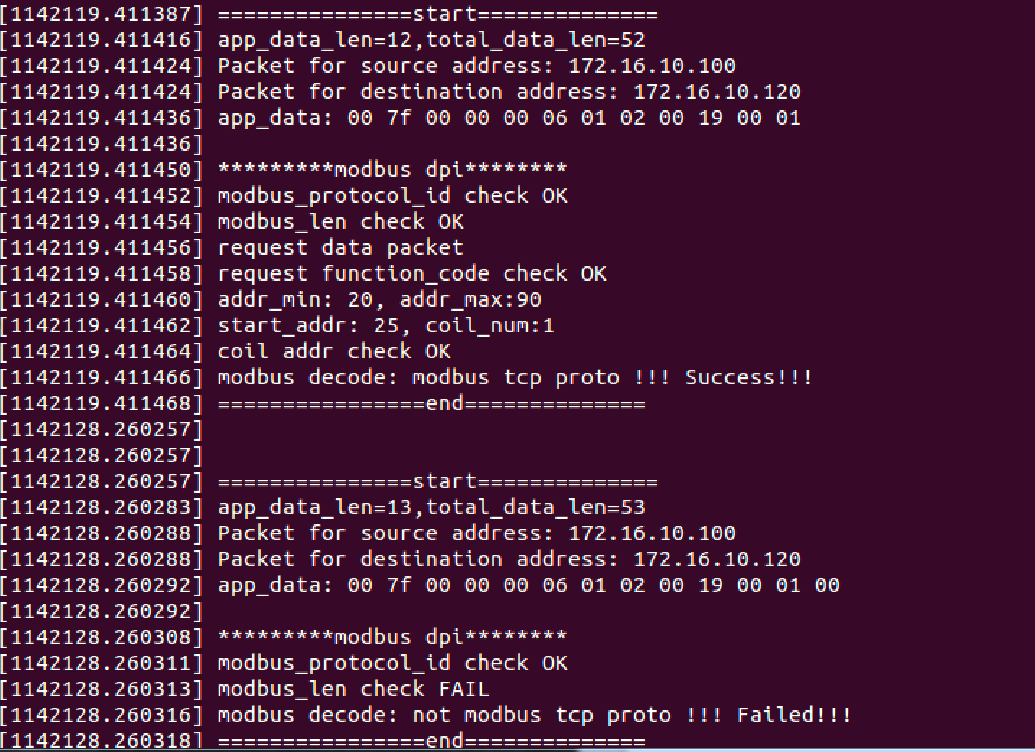 [1142119.411387] ===============start==============
[1142119.411416] app_data_len=12,total_data_len=52
[1142119.411424] Packet for source address: 172.16.10.100
[1142119.411424] Packet for destination address: 172.16.10.120
[1142119.411436] app_data: 00 7f 00 00 00 06 01 02 00 19 00 01
[1142119.411436]
[1142119.411450] *********modbus dpi********
[1142119.411452] modbus_protocol_id check OK
[1142119.411454] modbus_len check OK
[1142119.411456] request data packet
[1142119.411458] request function_code check OK
[1142119.411460] addr_min: 20, addr_max:90
[1142119.411462] start_addr: 25, coil_num:1
[1142119.411464] coil addr check OK
[1142119.411466] modbus decode: modbus tcp proto !!! Success!!!
[1142119.411468] ================end==============
[1142128.260257]
[1142128.260257]
[1142128.260257] ===============start==============
[1142128.260283] app_data_len=13,total_data_len=53
[1142128.260288] Packet for source address: 172.16.10.100
[1142128.260288] Packet for destination address: 172.16.10.120
[1142128.260292] app_data: 00 7f 00 00 00 06 01 02 00 19 00 01 00
[1142128.260292]
[1142128.260308] *********modbus dpi********
[1142128.260311] modbus_protocol_id check OK
[1142128.260313] modbus_len check FAIL
[1142128.260316] modbus decode: not modbus tcp proto !!! Failed!!!
[1142128.260318] ================end==============